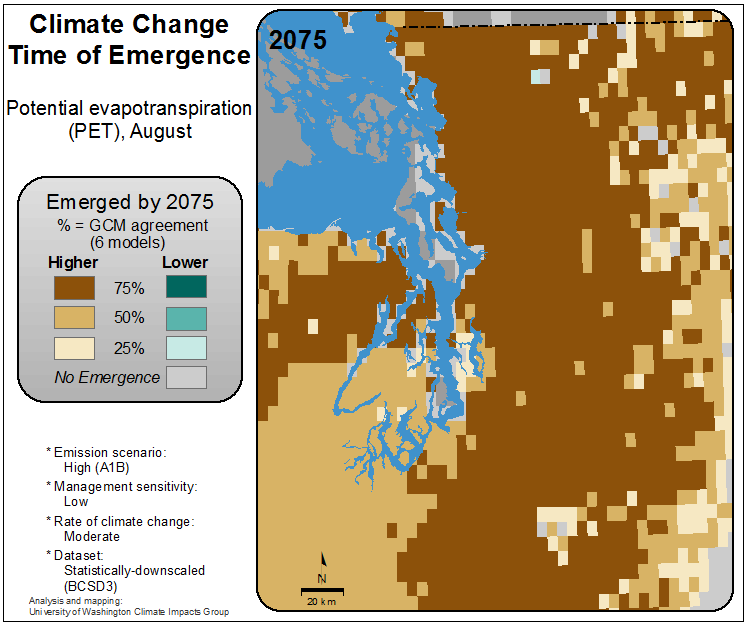 Climate Change
Time of Emergence
Potential evapotranspiration
(PET), August
Emerged by 2075
% = GCM agreement
(6 models)
Higher Lower
75%
50%
25%
No Emergence
* Emission scenario:
High (A1B)
* Management sensitivity:
Low
* Rate of climate change:
Moderate
* Dataset:
Statistically-downscaled
(BCSD3)
Analysis and mapping:
University of Washington Climate Impacts Group
2075
N
20 km